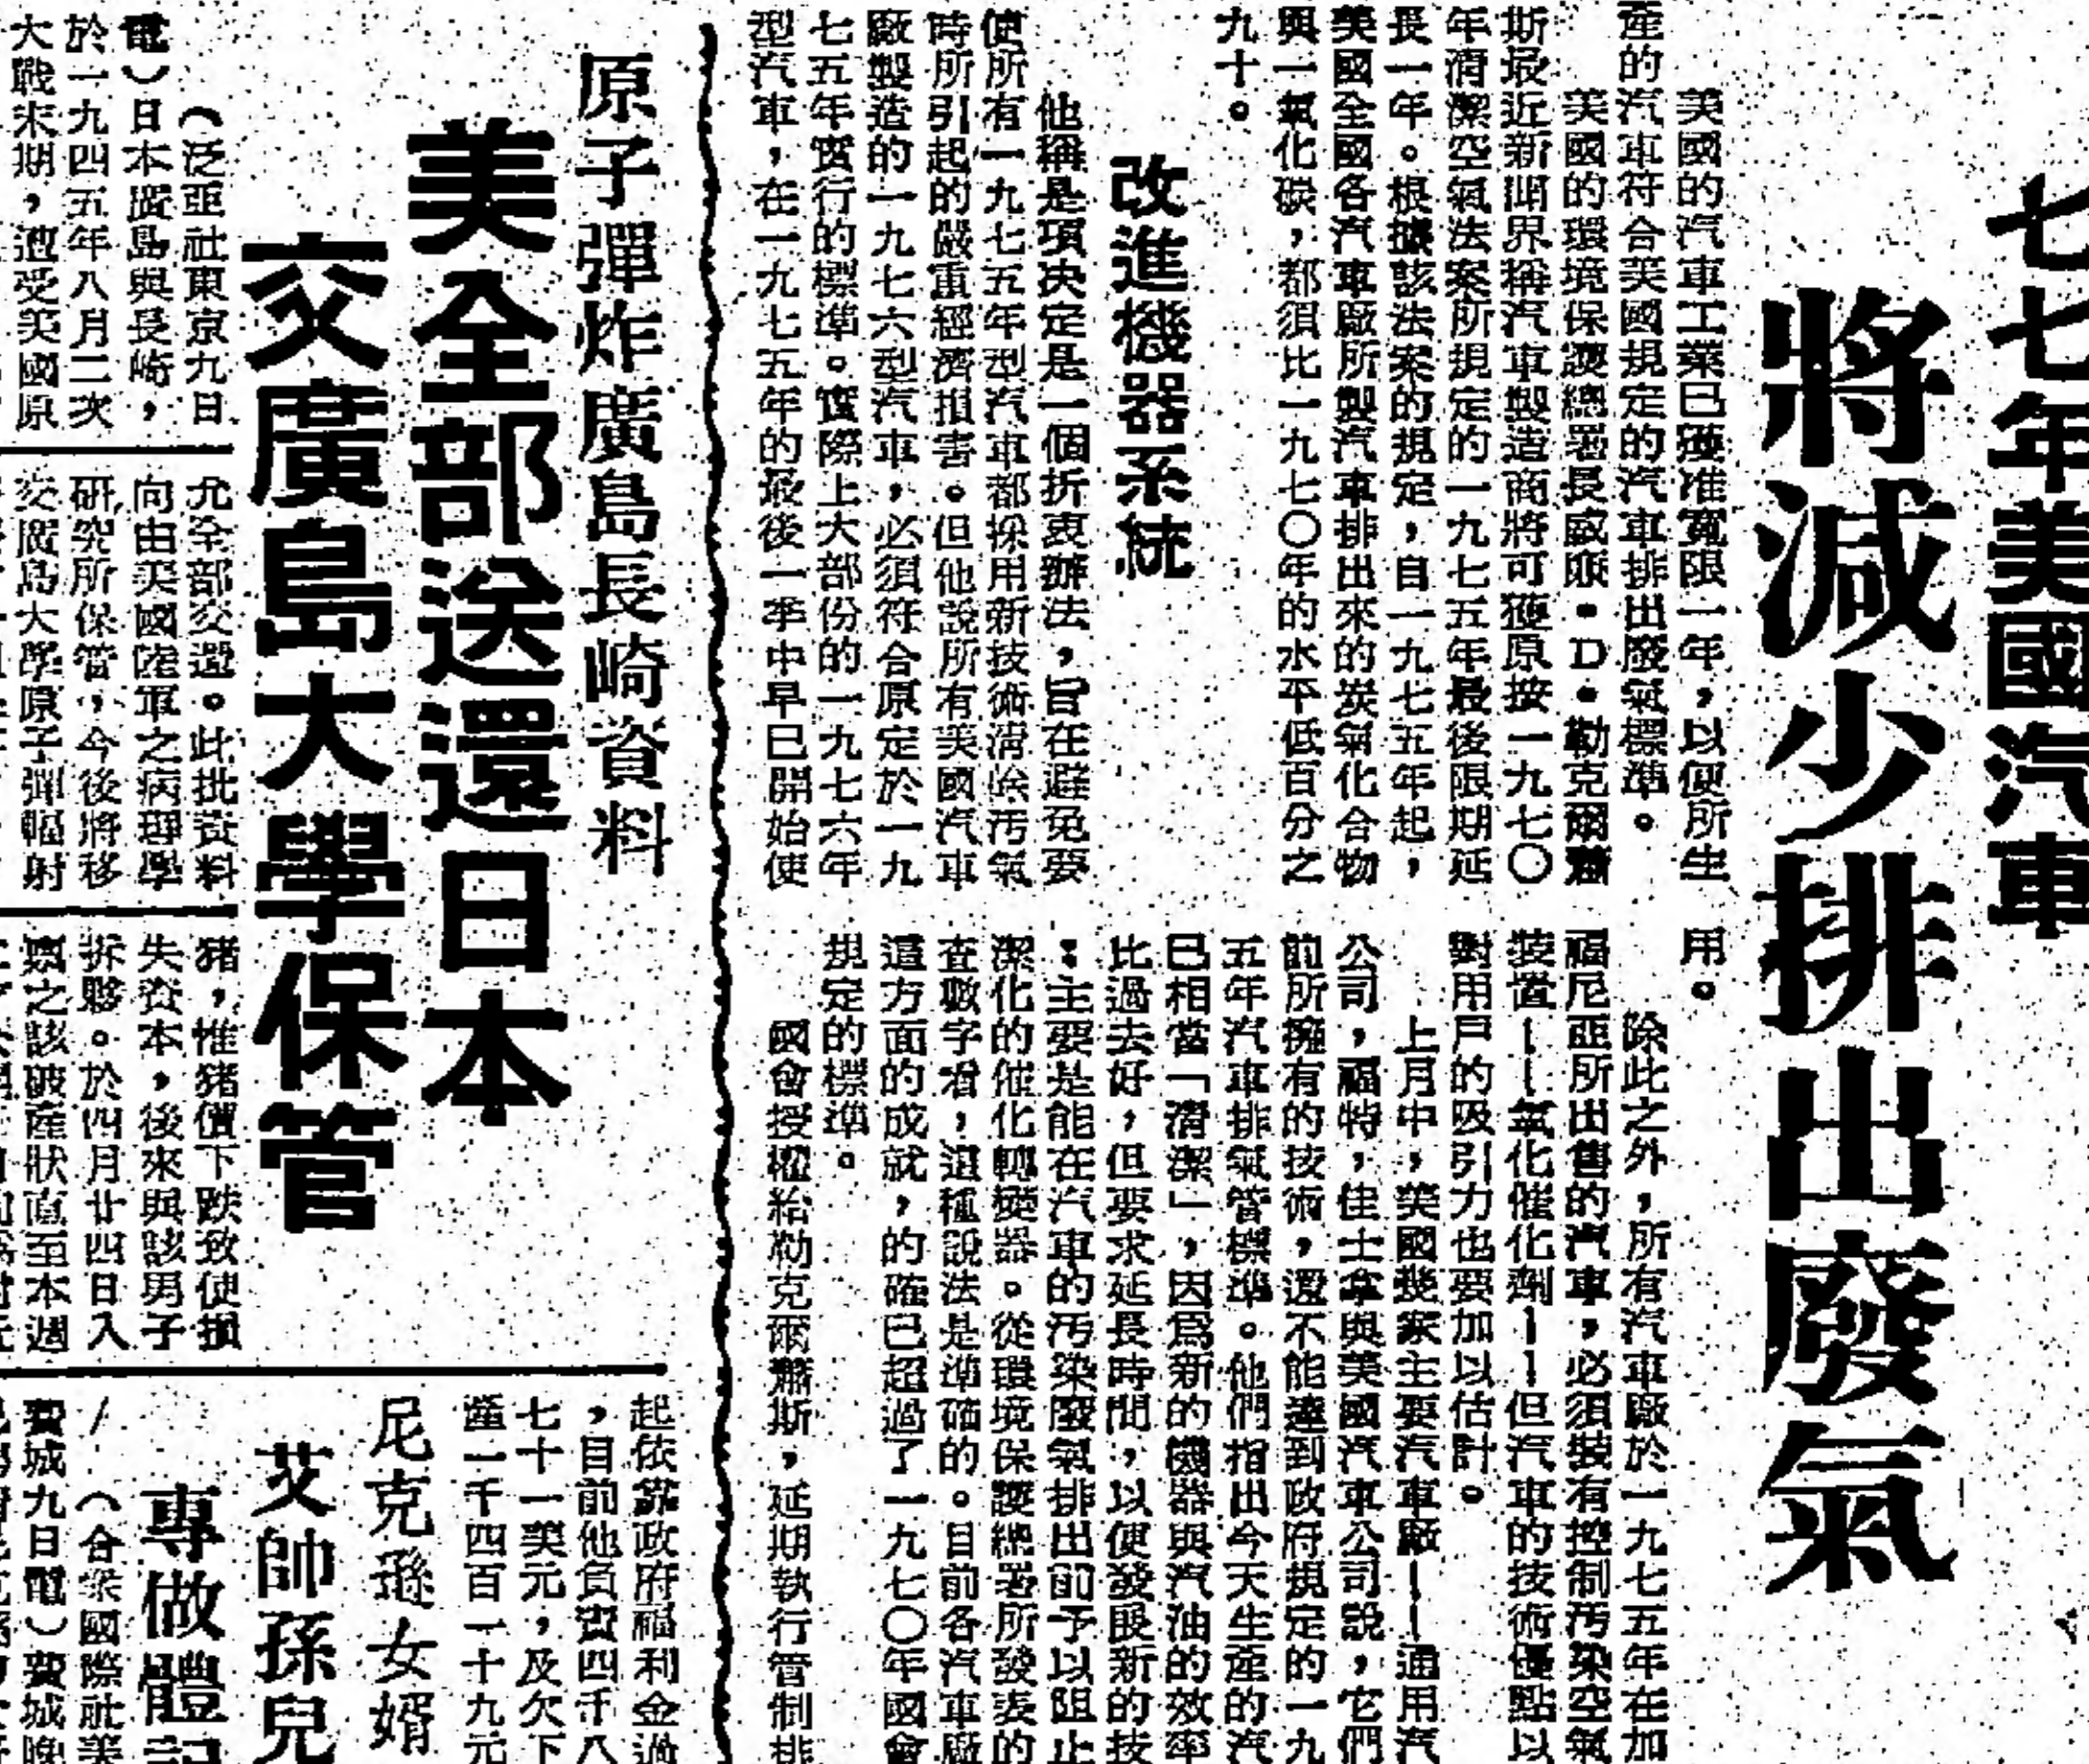 七七年美國汽車
將減少排出廢氣
美國的汽車工業已獲准寬限一年，以便所生
產的汽車符合美國規定的汽車排出廢氣標準。
美國的環境保護總署長威廉・D・勒克爾蕭
斯最近新聞界稱汽車製造商將可獲原按一九七〇
年清潔空氣法案所規定的一九七五年最後限期延
長一年。根據該法案的規定，自一九七五年起，
美國全國各汽車廠所製汽車排出來的炭氣化合物
與一氧化碳，都須比一九七〇年的水平低百分之
九十。
改進機器系統
他稱是項決定是一個折衷辦法，旨在避免要
使所有一九七五年型汽車都採用新技術清除汚氣
時所引起的嚴重經濟損害。但他說所有美國汽車
廠製造的一九七六型汽車，必須符合原定於一九
七五年實行的標準。實際上大部份的一九七六年
型汽車，在一九七五年的最後一季中早已開始使
用。
除此之外，所有汽車廠於一九七五年在加
福尼亞所出售的汽車，必須裝有控制汚染空氣
裝置——氧化催化劑——但汽車的技術優點以
對用戶的吸引力也要加以估計。
上月中，美國幾家主要汽車廠——通用汽
公司，福特，佳士拿與美國汽車公司說，它們
前所擁有的技術，還不能達到政府規定的一九
五年汽車排氣管標準。他們指出今天生產的汽
已相當「清潔」，因爲新的機器與汽油的效率
比過去好，但要求延長時間，以便發展新的技
：主要是能在汽車的汚染廢氣排出前予以阻止
潔化的催化轉變器。從環境保護總署所發表的
查數字看，這種說法是準確的。目前各汽車廠
這方面的成就，的確已超過了一九七〇年國會
規定的標準。
國會授權給勒克爾蕭斯，延期執行管制排
原子彈炸廣島長崎資料
美全部送還日本
交廣島大學保管
（泛亞社東京九日
電）日本廣島與長崎，
於一九四五年八月二次
大戰末期，遭受美國原
允全部交還。此批資料
向由美國陸軍之病理學
研究所保管，今後將移
交廣島大學原子彈輻射
猪，惟猪價下跌致使損
失資本，後來與該男子
拆夥。於四月廿四日入
稟之該破產狀直至本週
起依靠政府福利金過
，目前他負責四千八
七十一美元，及欠下
產一千四百一十九元
尼克遜女婿
艾帥孫兒
專做體記
（合衆國際社美
費城九日電）費城晚